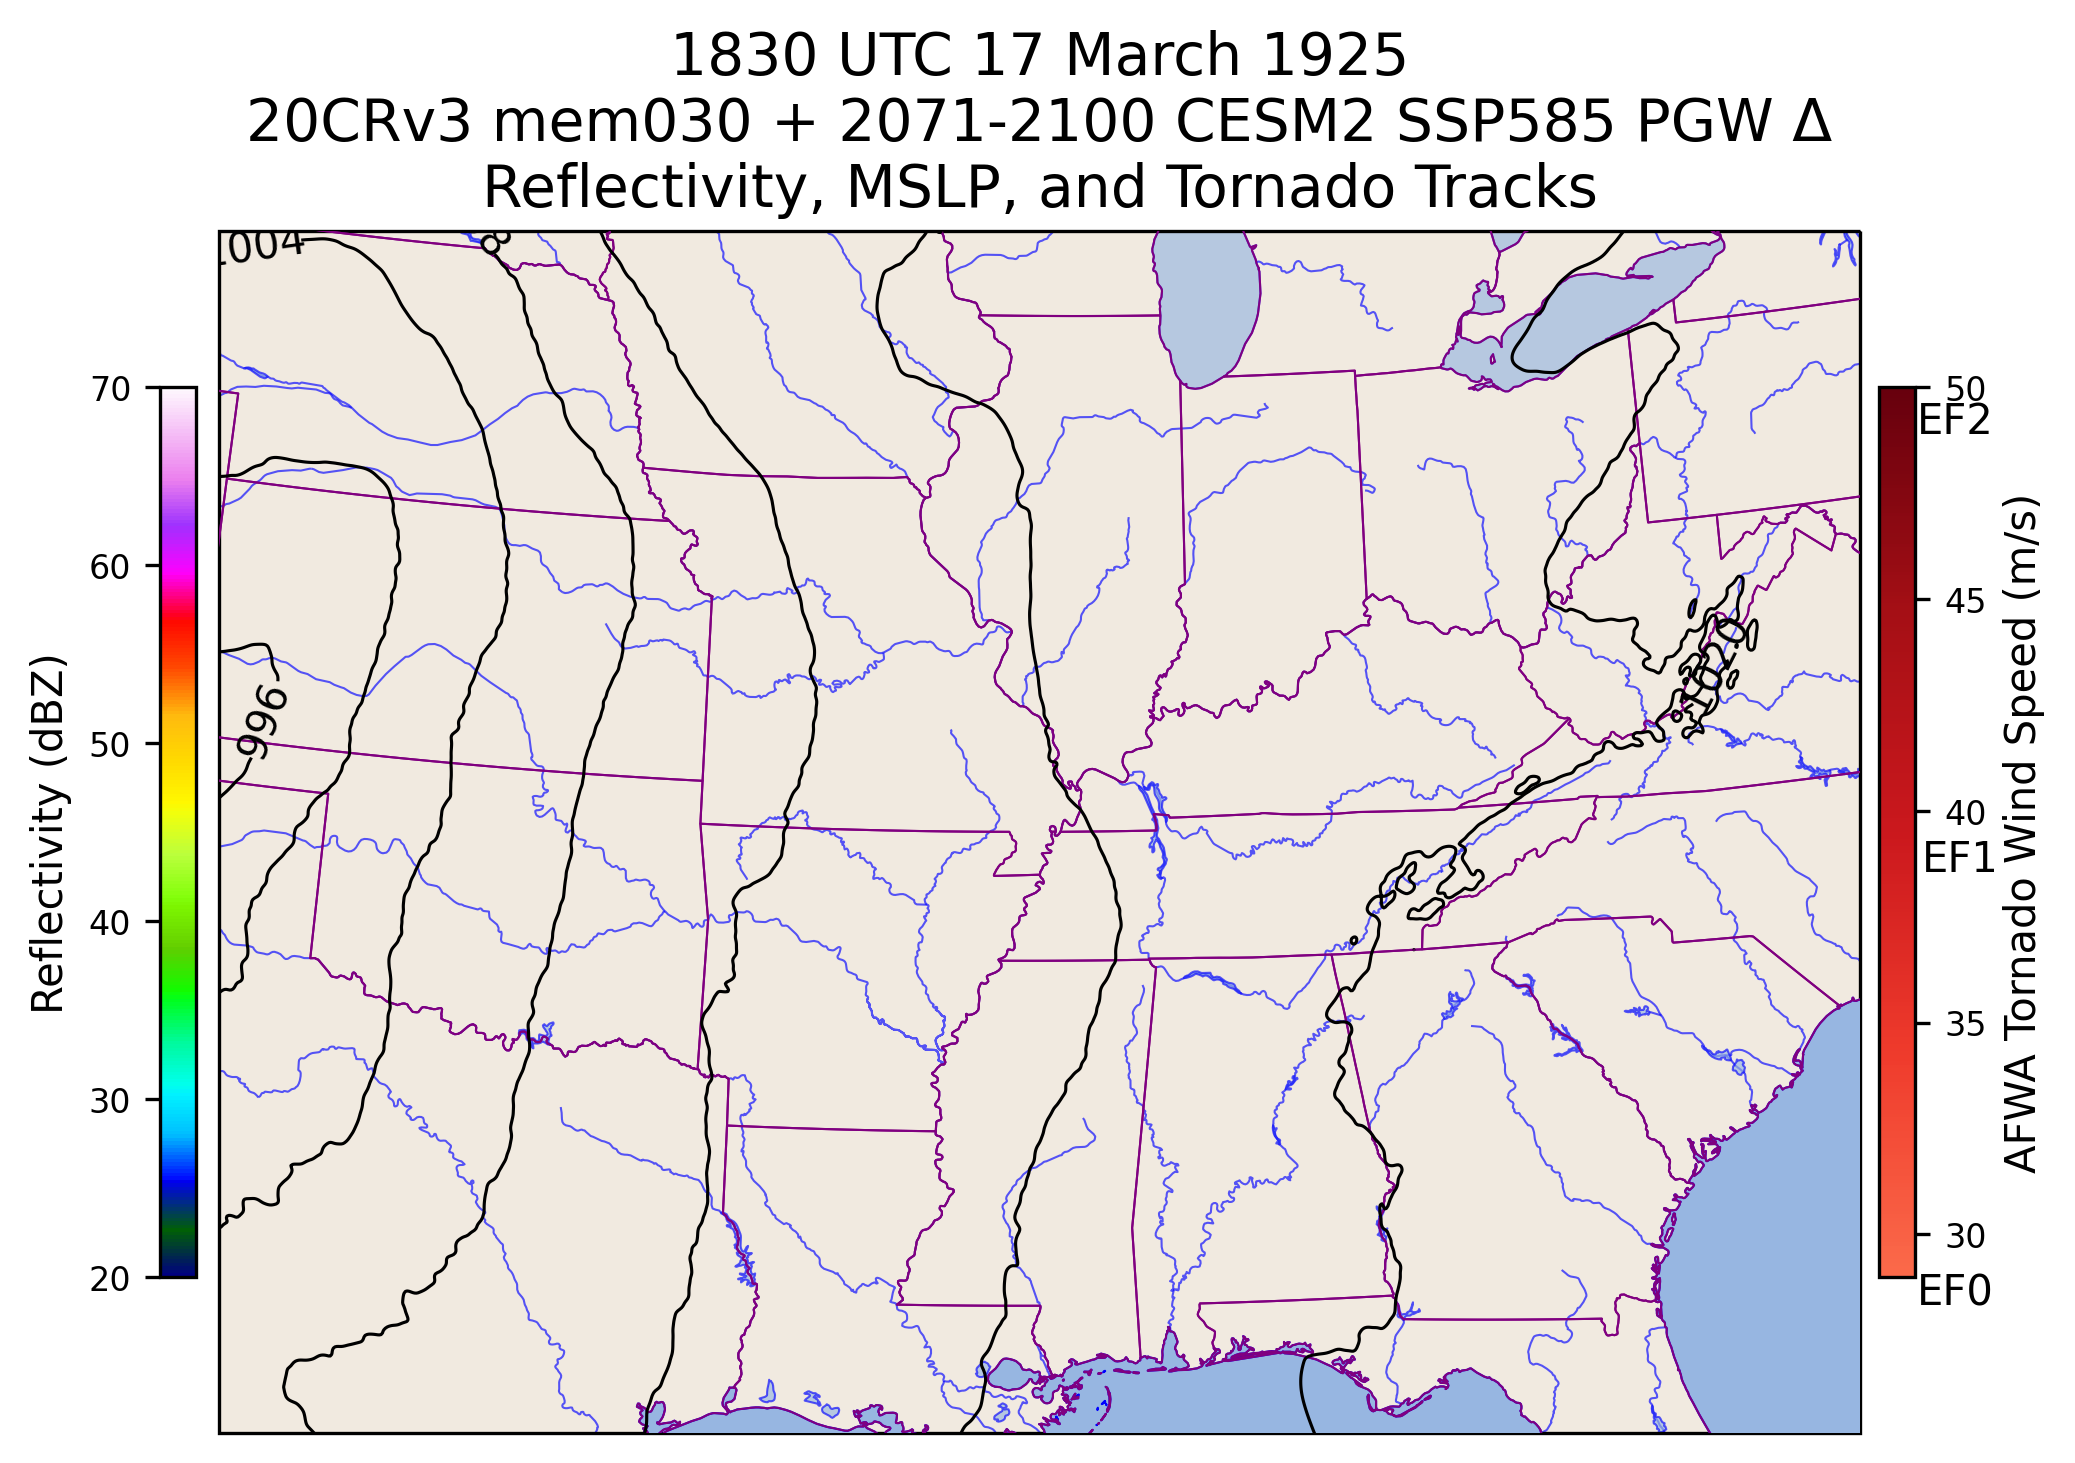 1830 UTC 17 March 1925
20CRv3 mem030 + 2071-2100 CESM2 SSP585 PGW Δ
Reflectivity, MSLP, and Tornado Tracks
004
996
70
60
50
40
30
20
Reflectivity (dBZ)
50
EF2
45
40
EF1
35
30
EF0
AFWA Tornado Wind Speed (m/s)